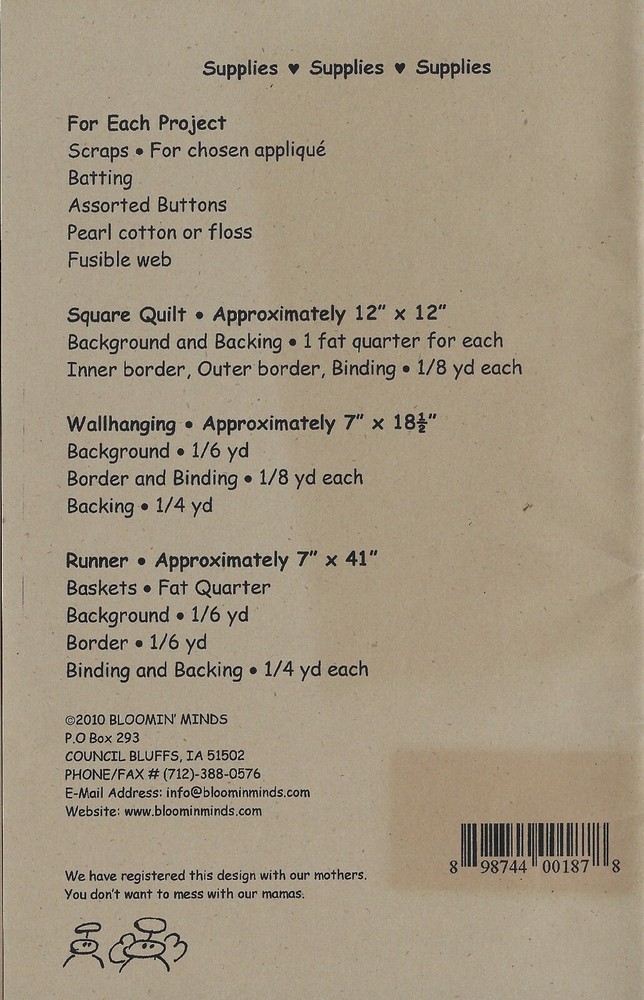 Supplies ♥ Supplies ♥ Supplies
For Each Project
Scraps • For chosen appliqué
Batting
Assorted Buttons
Pearl cotton or floss
Fusible web
Square Quilt • Approximately 12" x 12"
Background and Backing • 1 fat quarter for each
Inner border, Outer border, Binding • 1/8 yd each
Wallhanging • Approximately 7" x 18½"
Background • 1/6 yd
Border and Binding • 1/8 yd each
Backing • 1/4 yd
Runner • Approximately 7" x 41"
Baskets • Fat Quarter
Background • 1/6 yd
Border • 1/6 yd
Binding and Backing • 1/4 yd each
©2010 BLOOMIN' MINDS
P.O Box 293
COUNCIL BLUFFS, IA 51502
PHONE/FAX # (712)-388-0576
E-Mail Address: info@bloominminds.com
Website: www.bloominminds.com
8 98744 00187 8
We have registered this design with our mothers.
You don't want to mess with our mamas.